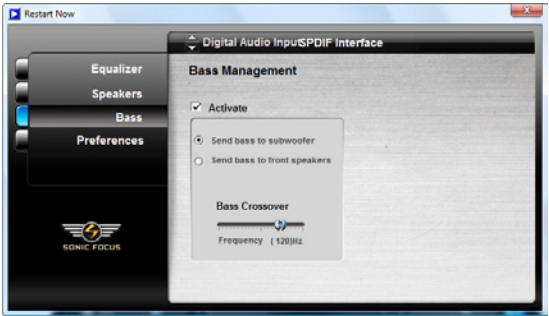 Restart Now
Digital Audio InputSPDIF Interface
Equalizer
Speakers
Bass
Preferences
Bass Management
Activate
Send bass to subwoofer
Send bass to front speakers
Bass Crossover
Frequency ( 120)Hz
SONIC FOCUS